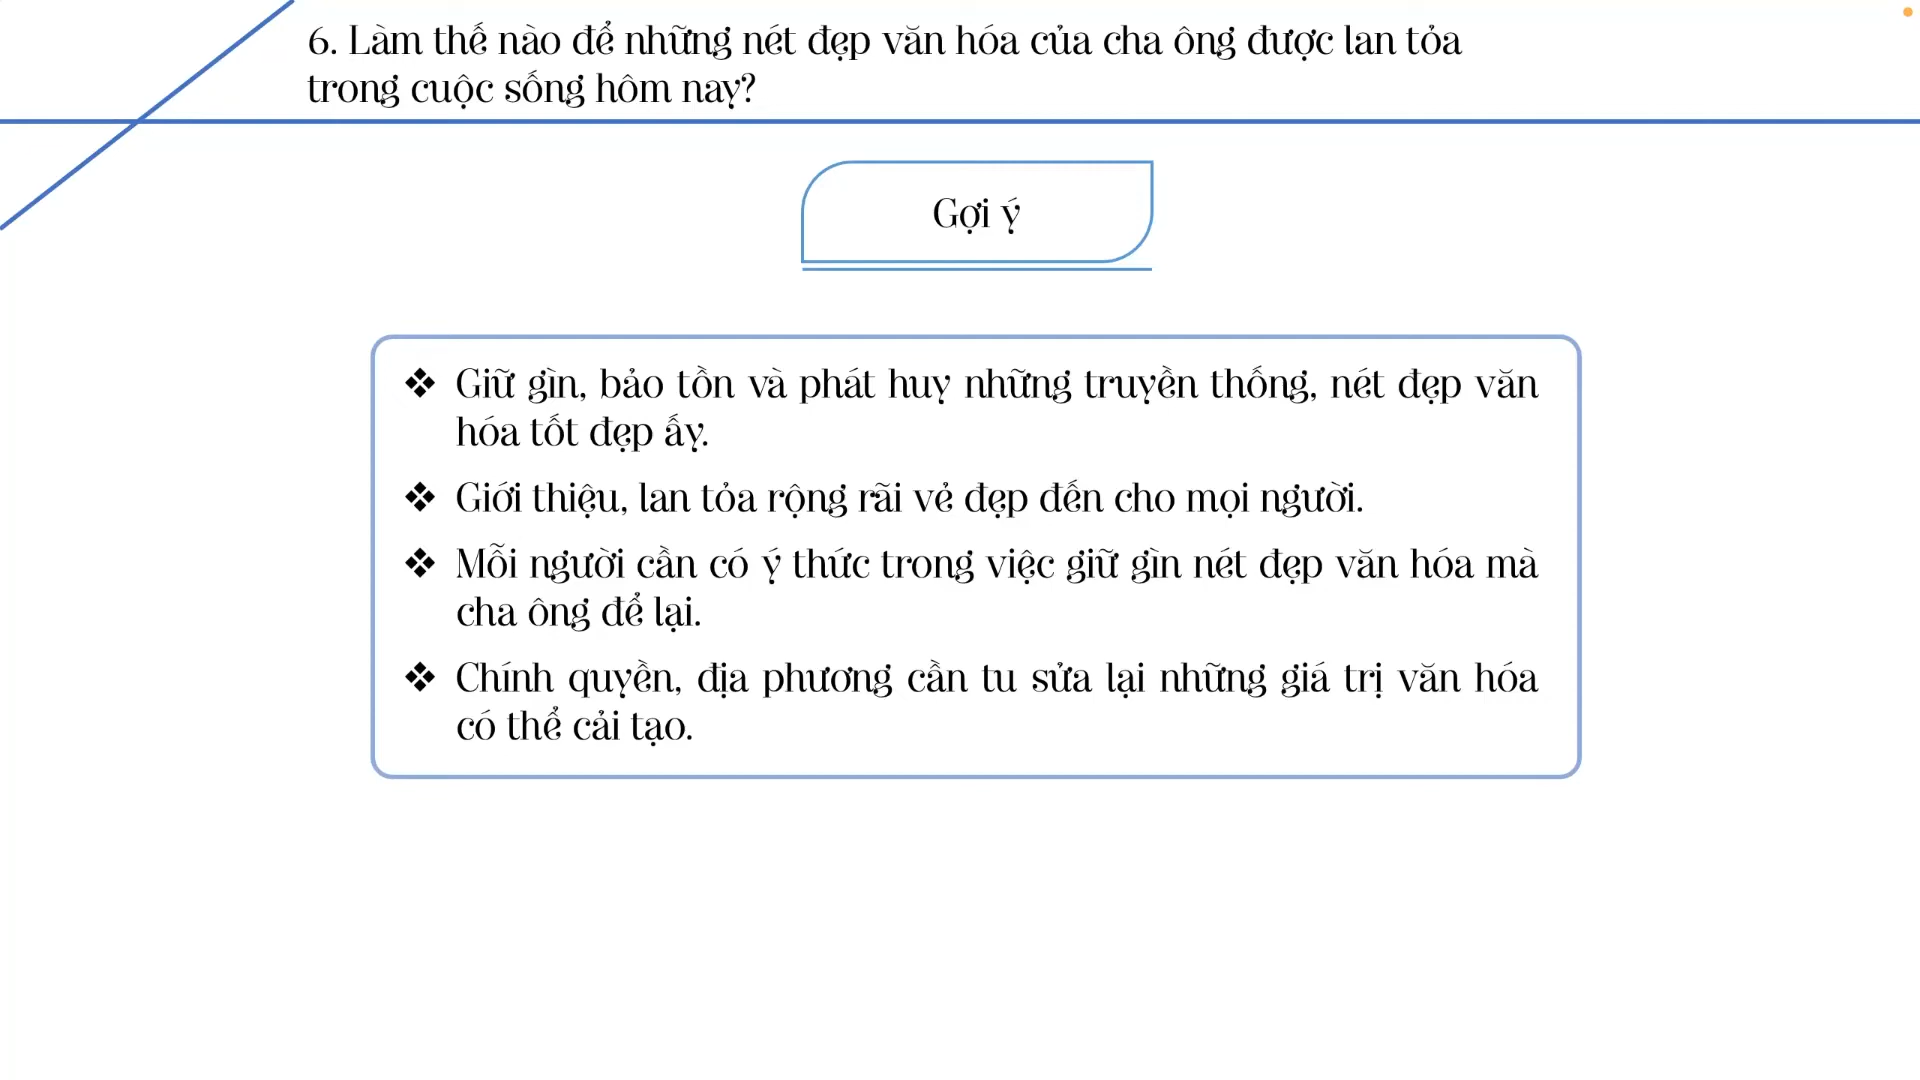 6. Làm thế nào để những nét đẹp văn hóa của cha ông được lan tỏa
trong cuộc sống hôm nay?
Gợi ý
❖ Giữ gìn, bảo tồn và phát huy những truyền thống, nét đẹp văn
hóa tốt đẹp ấy.
❖ Giới thiệu, lan tỏa rộng rãi vẻ đẹp đến cho mọi người.
❖ Mỗi người cần có ý thức trong việc giữ gìn nét đẹp văn hóa mà
cha ông để lại.
❖ Chính quyền, địa phương cần tu sửa lại những giá trị văn hóa
có thể cải tạo.